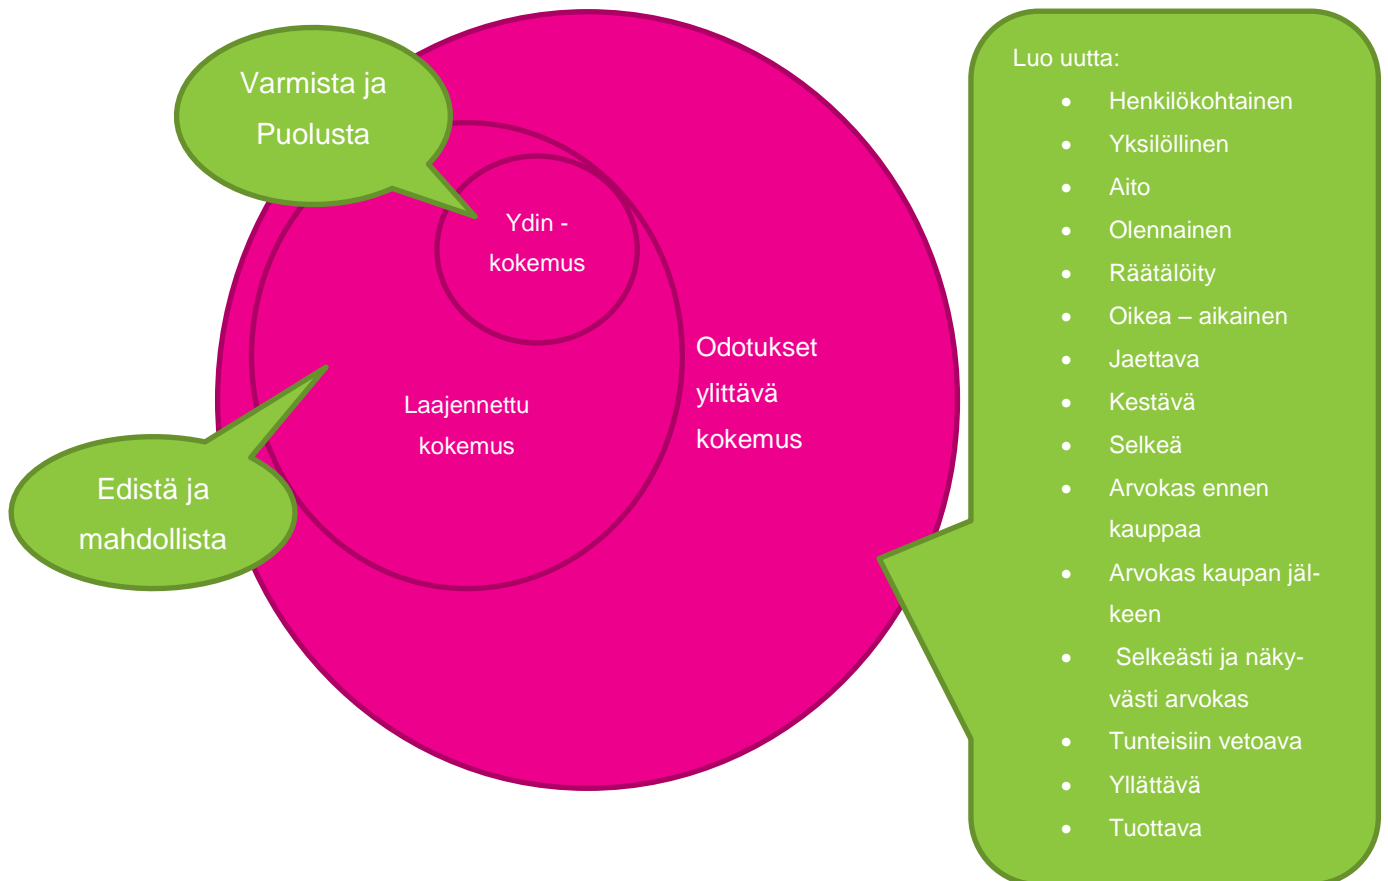 Varmista ja
Puolusta
Ydin -
kokemus
Odotukset
ylittävä
kokemus
Laajennettu
kokemus
Edistä ja
mahdollista
Luo uutta:
• Henkilökohtainen
• Yksilöllinen
• Aito
• Olennainen
• Räätälöity
• Oikea – aikainen
• Jaettava
• Kestävä
• Selkeä
• Arvokas ennen
kauppaa
• Arvokas kaupan jäl-
keen
• Selkeästi ja näky-
västi arvokas
• Tunteisiin vetoava
• Yllättävä
• Tuottava